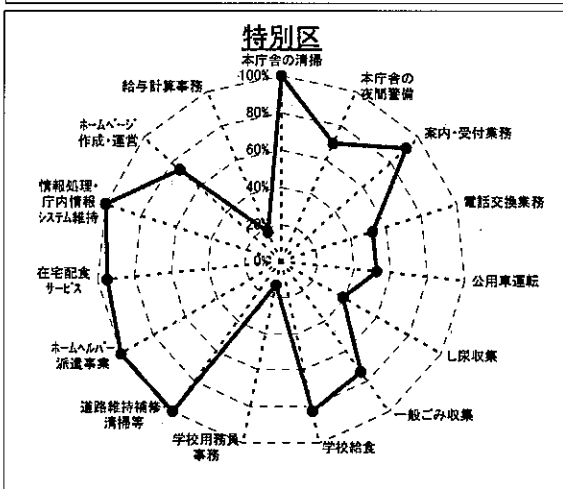 特別区
本庁舎の清掃
本庁舎の
夜間警備
案内・受付業務
電話交換業務
公用車運転
し尿収集
一般ごみ収集
学校給食
学校用務員
事務
道路維持補修
清掃等
ホームヘルパー
派遣事業
在宅配食
サービス
情報処理・
庁内情報
システム維持
ホームページ
作成・運営
給与計算事務
100%
80%
60%
40%
20%
0%